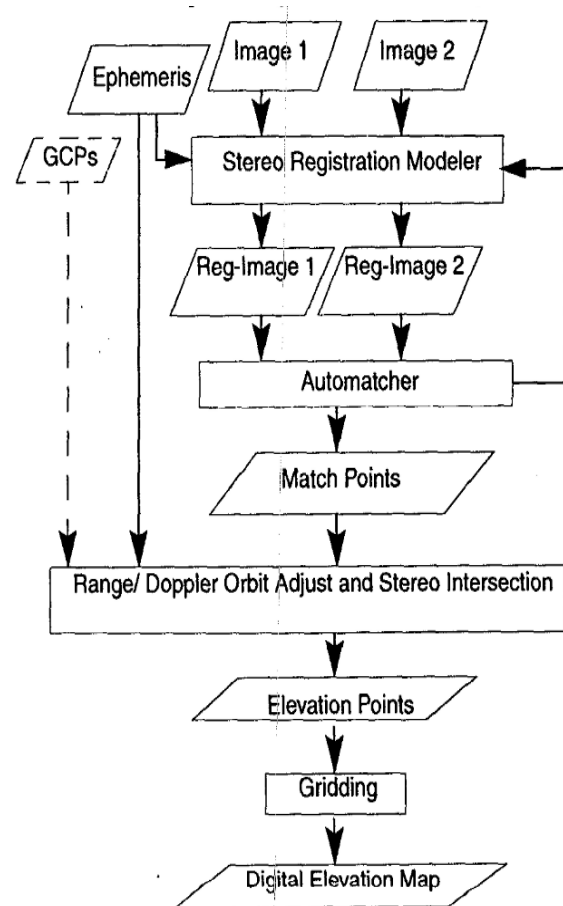 Image 1
Image 2
Ephemeris
GCPs
Stereo Registration Modeler
Reg-Image 1
Reg-Image 2
Automatcher
Match Points
Range/ Doppler Orbit Adjust and Stereo Intersection
Elevation Points
Gridding
Digital Elevation Map